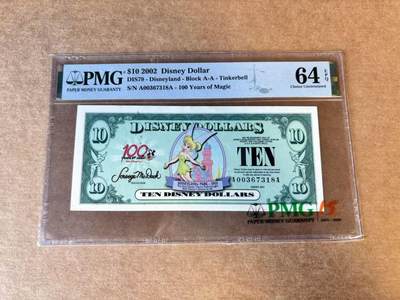 PMG
PAPER MONEY GUARANTY
$10 2002 Disney Dollar
DIS79 - Disneyland - Block A-A - Tinkerbell
S/N A00367318A - 100 Years of Magic
64 EPQ
Choice Uncirculated
10 DISNEY DOLLARS 10
100
TEN
A00367318A
10 TEN DISNEY DOLLARS 10
PMG 15
PAPER MONEY GUARANTY